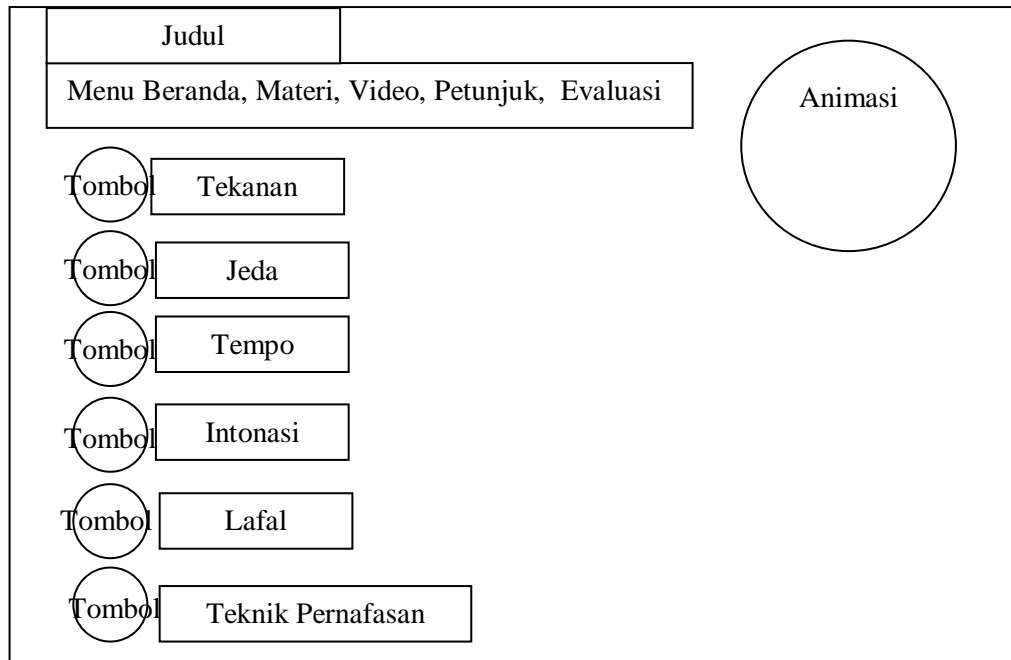 Judul
Menu Beranda, Materi, Video, Petunjuk, Evaluasi
Animasi
Tombol Tekanan
Tombol Jeda
Tombol Tempo
Tombol Intonasi
Tombol Lafal
Tombol Teknik Pernafasan